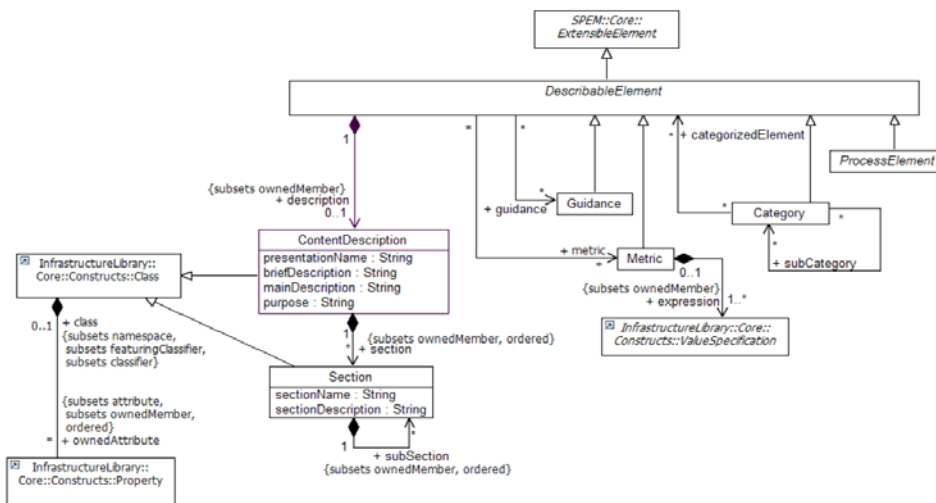 SPEM::Core::
ExtensibleElement
DescribableElement
1
*
*
*
+ categorizedElement
ProcessElement
{subsets ownedMember}
+ description
0..1
*
+ guidance
Guidance
*
Category
*
*
+ subCategory
ContentDescription
presentationName : String
briefDescription : String
mainDescription : String
purpose : String
InfrastructureLibrary::
Core::Constructs::Class
+ metric
*
Metric
0..1
{subsets ownedMember}
+ expression
1..*
InfrastructureLibrary::Core::
Constructs::ValueSpecification
0..1
+ class
{subsets namespace,
subsets featuringClassifier,
subsets classifier}
1
{subsets ownedMember, ordered}
*
+ section
Section
sectionName : String
sectionDescription : String
{subsets attribute,
subsets ownedMember,
ordered}
*
+ ownedAttribute
1
*
+ subSection
{subsets ownedMember, ordered}
InfrastructureLibrary::
Core::Constructs::Property